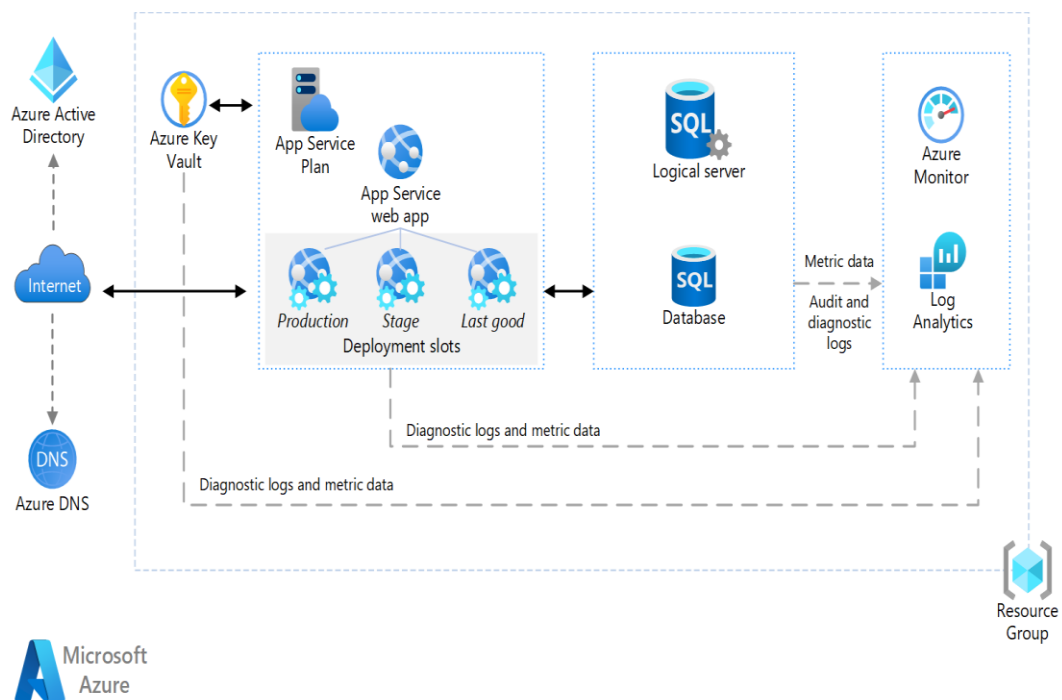 Azure Active
Directory
Internet
DNS
Azure DNS
Azure Key
Vault
App Service
Plan
App Service
web app
Production
Stage
Last good
Deployment slots
SQL
Logical server
SQL
Database
Metric data
Audit and
diagnostic
logs
Azure
Monitor
Log
Analytics
Diagnostic logs and metric data
Diagnostic logs and metric data
Resource
Group
Microsoft
Azure